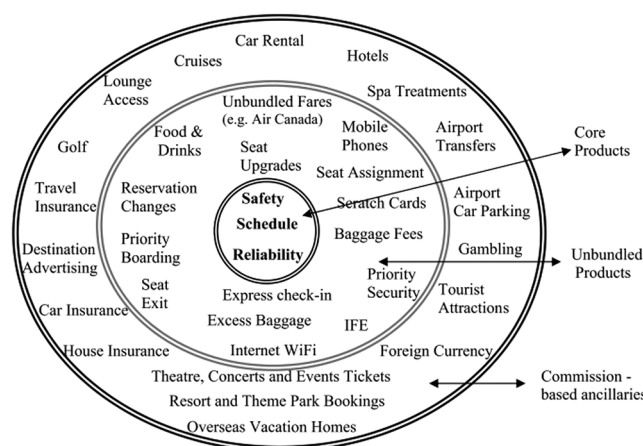 Car Rental
Cruises
Hotels
Lounge
Access
Spa Treatments
Unbundled Fares
(e.g. Air Canada)
Food &
Drinks
Mobile
Phones
Airport
Transfers
Core
Products
Golf
Seat
Upgrades
Seat Assignment
Travel
Insurance
Reservation
Changes
Safety
Schedule
Reliability
Scratch Cards
Airport
Car Parking
Baggage Fees
Destination
Advertising
Priority
Boarding
Gambling
Unbundled
Products
Seat
Exit
Priority
Security
Tourist
Attractions
Express check-in
Car Insurance
Excess Baggage
IFE
House Insurance
Internet WiFi
Foreign Currency
Theatre, Concerts and Events Tickets
Commission -
based ancillaries
Resort and Theme Park Bookings
Overseas Vacation Homes